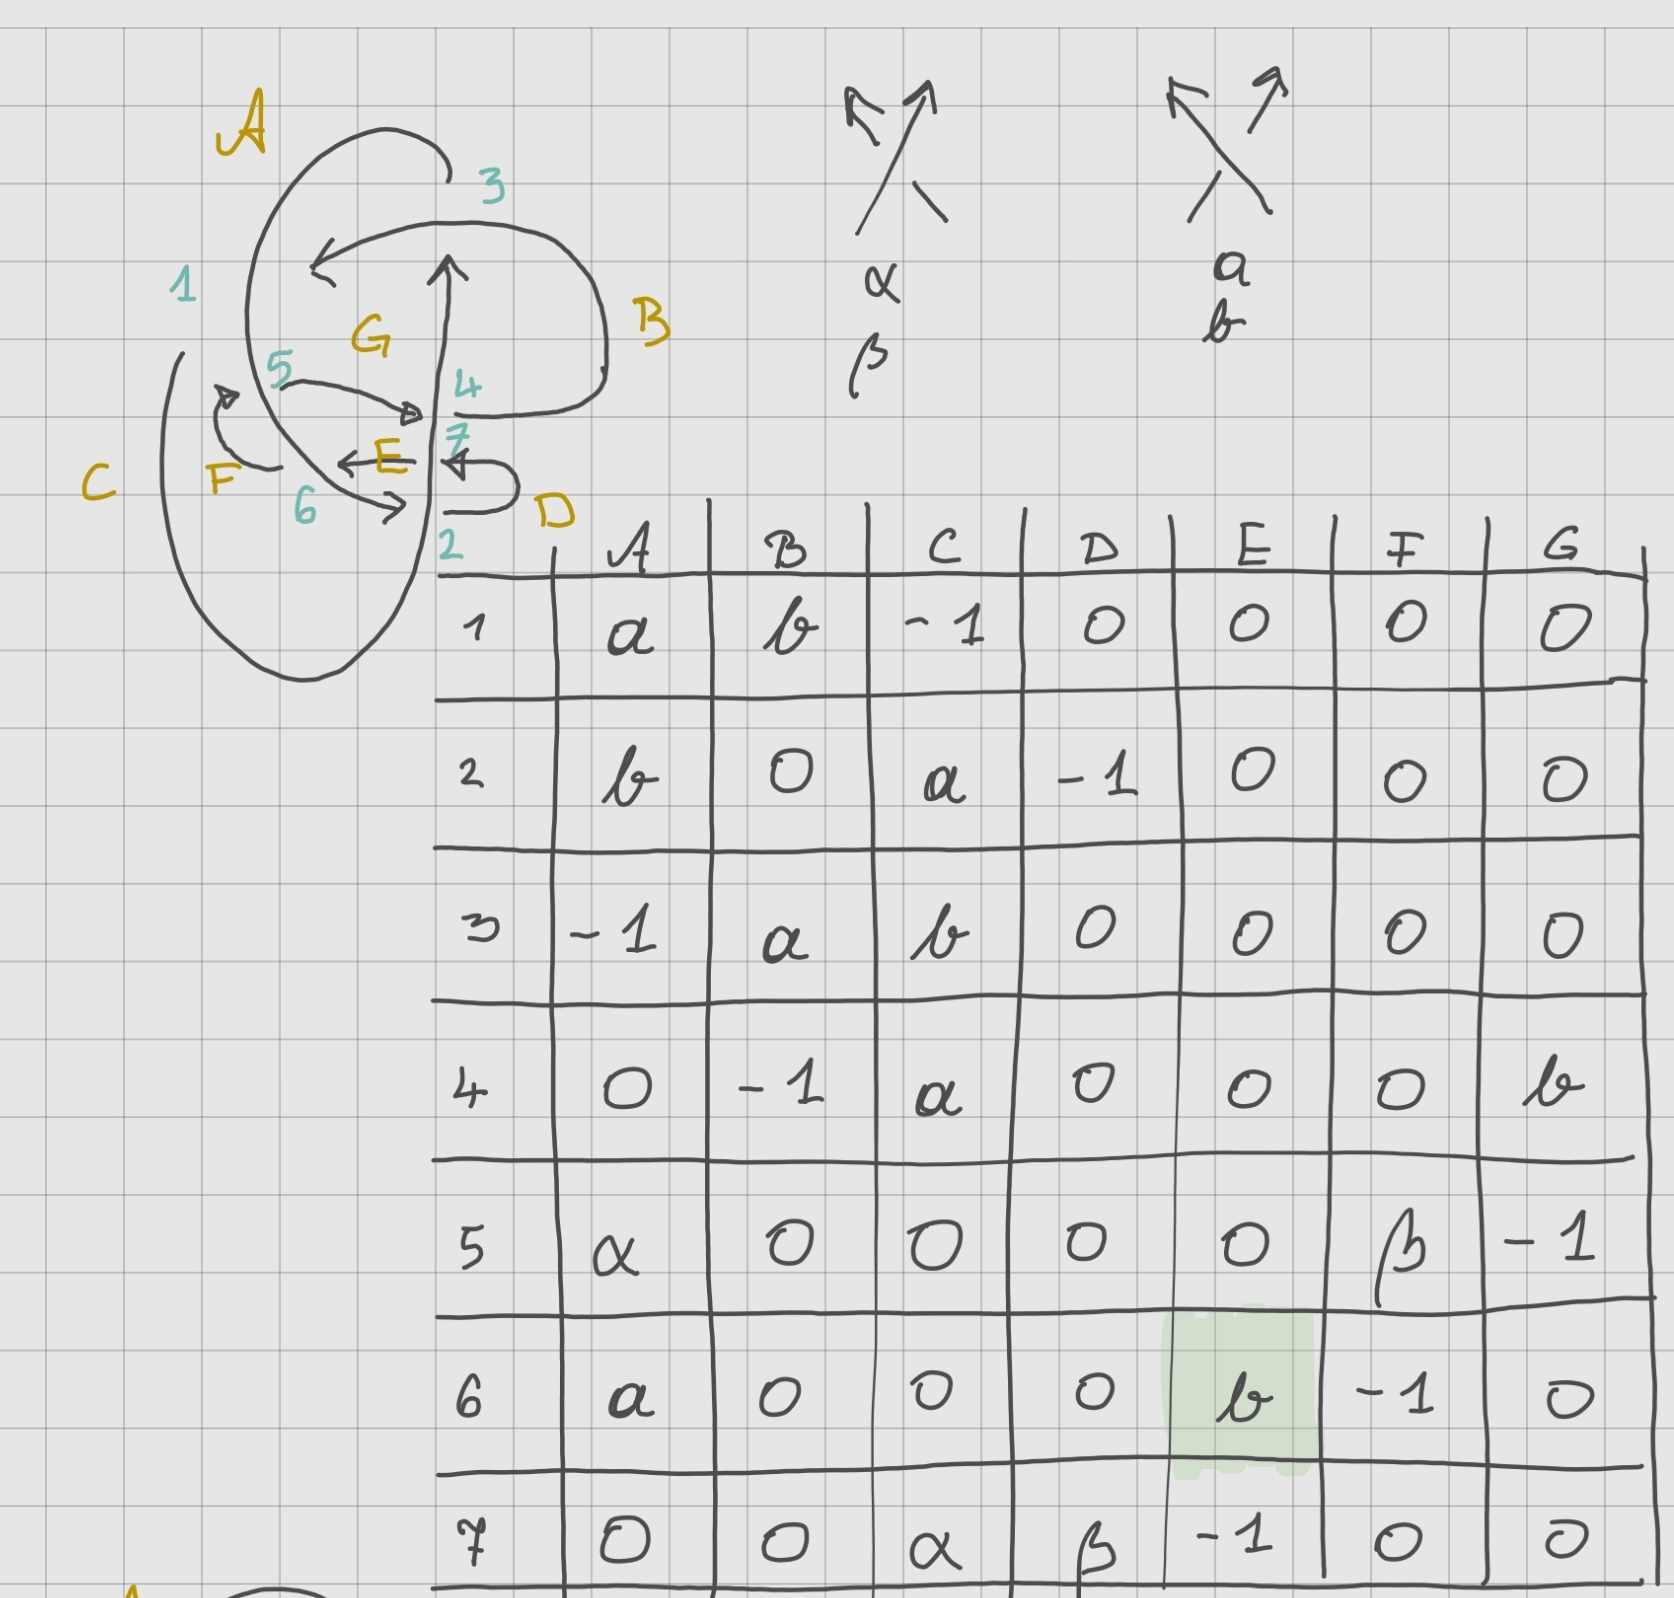 A
3
1
G
B
5
4
7
E
C
F
6
D
2
α
β
a
b
A B C D E F G
1 a b -1 0 0 0 0
2 b 0 a -1 0 0 0
3 -1 a b 0 0 0 0
4 0 -1 a 0 0 0 b
5 α 0 0 0 0 β -1
6 a 0 0 0 b -1 0
7 0 0 α β -1 0 0